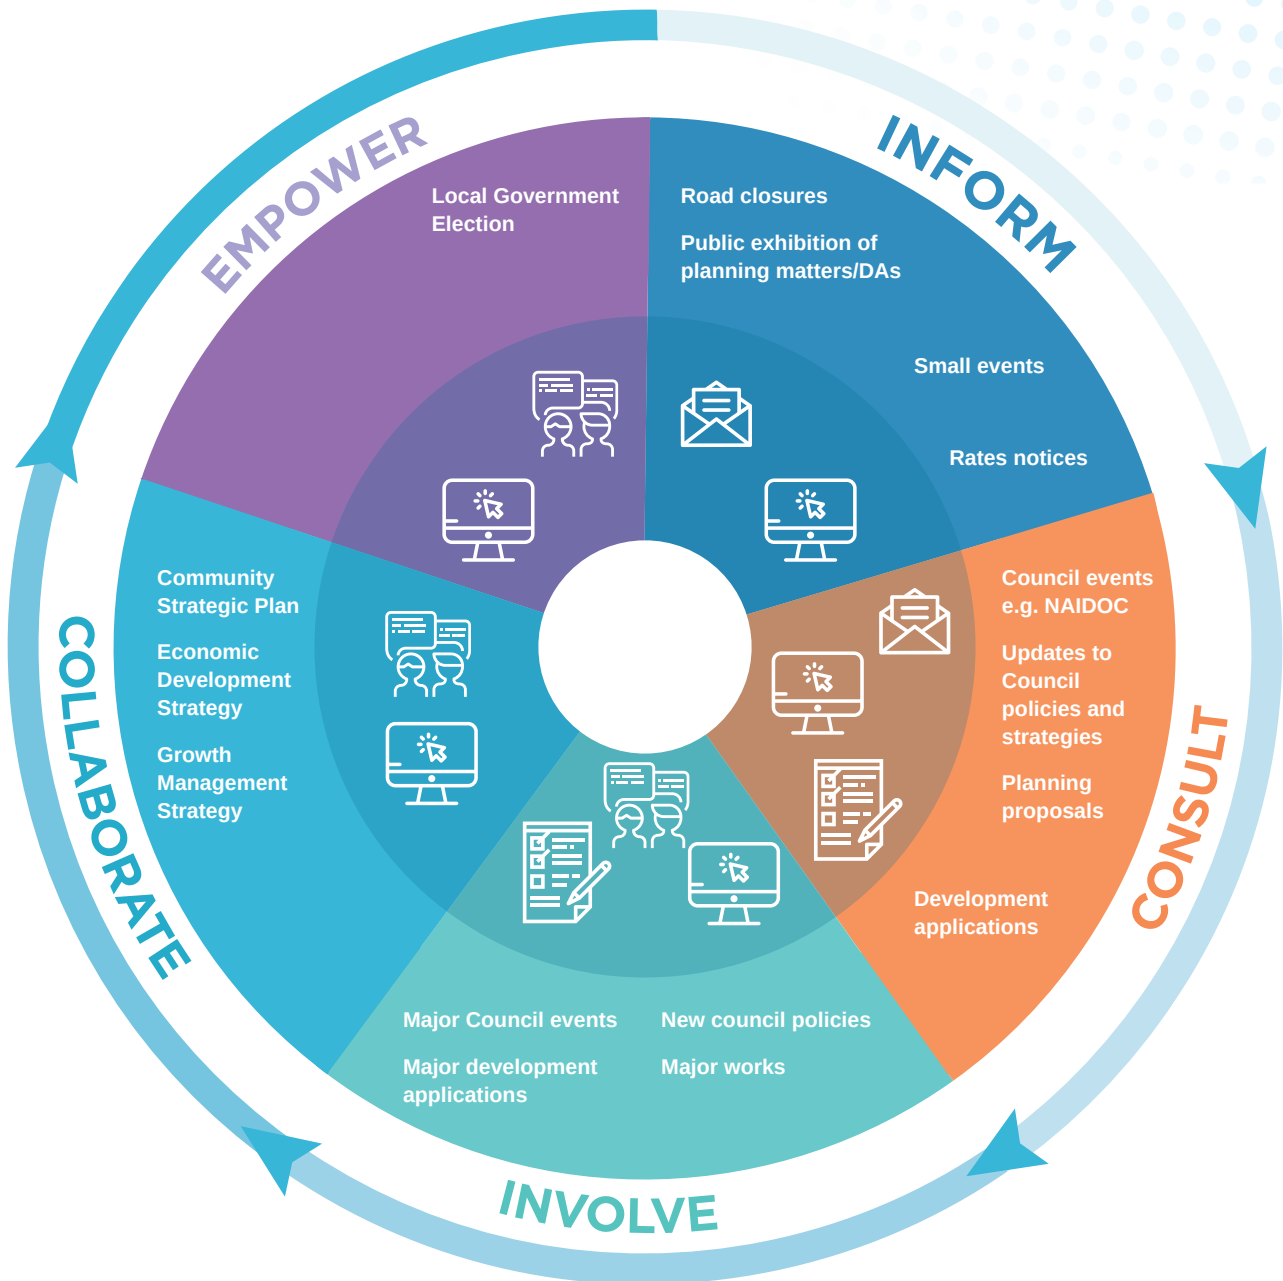 EMPOWER
Local Government
Election
INFORM
Road closures
Public exhibition of
planning matters/DAs
Small events
Rates notices
CONSULT
Council events
e.g. NAIDOC
Updates to
Council
policies and
strategies
Planning
proposals
Development
applications
INVOLVE
Major Council events
Major development
applications
New council policies
Major works
COLLABORATE
Community
Strategic Plan
Economic
Development
Strategy
Growth
Management
Strategy